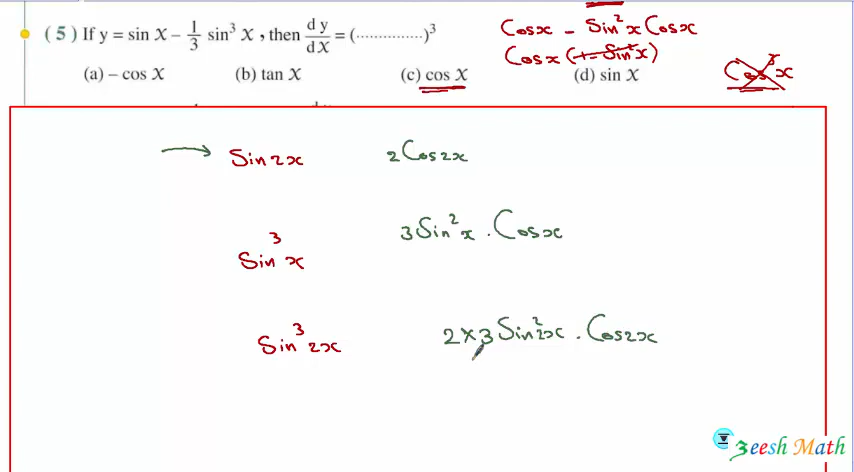 (5) If y = sin X − 1/3 sin³ X , then dy/dX = (...............)³
(a) − cos X (b) tan X (c) cos X (d) sin X
Cosx − Sin²x Cosx
Cosx (1 − Sin²x)
Cos³x
→ Sin2x 2Cos2x
Sin³x 3Sin²x . Cosx
Sin³2x 2×3Sin²2x . Cos2x
Zeesh Math